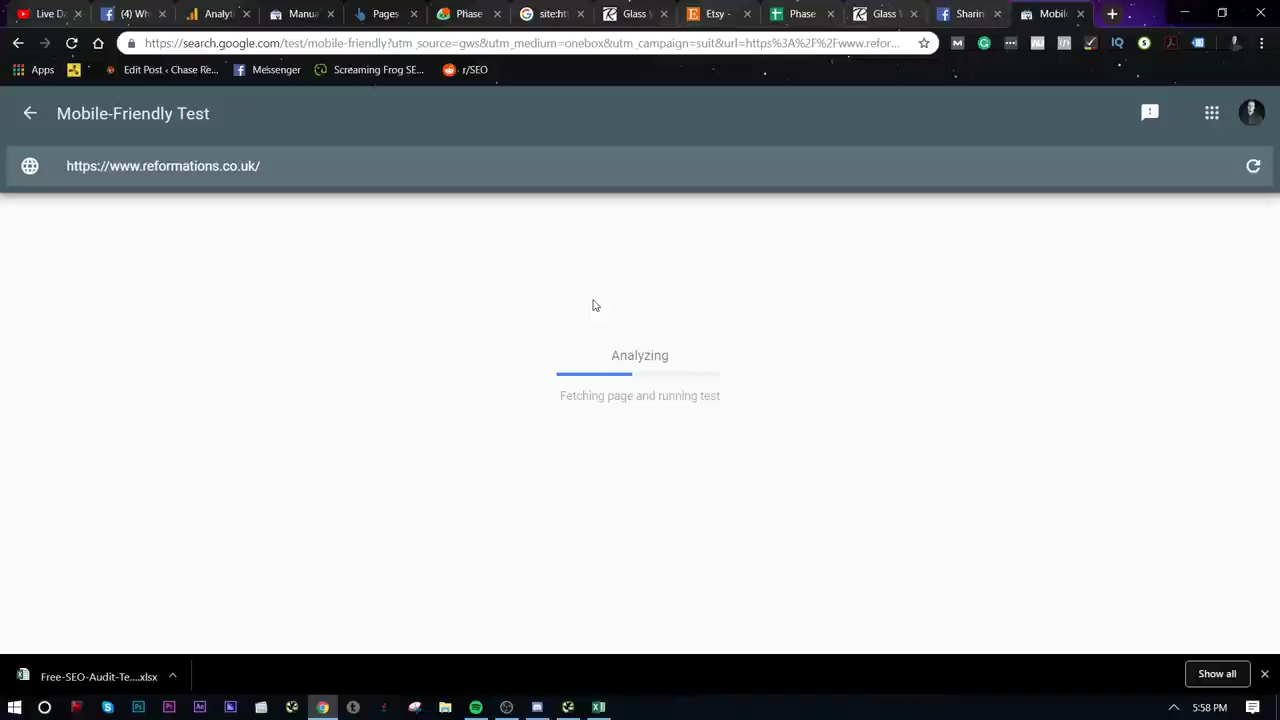 Live Da
(4) Wh
Analyt
Manua
Pages
Phase
site:ht
Glass V
Etsy -
Phase
Glass V
Sharin
Mobile
https://search.google.com/test/mobile-friendly?utm_source=gws&utm_medium=onebox&utm_campaign=suit&url=https%3A%2F%2Fwww.refor...
Apps
Edit Post ‹ Chase Re...
Messenger
Screaming Frog SE...
r/SEO
Mobile-Friendly Test
https://www.reformations.co.uk/
Analyzing
Fetching page and running test
Free-SEO-Audit-Te....xlsx
Show all
5:58 PM